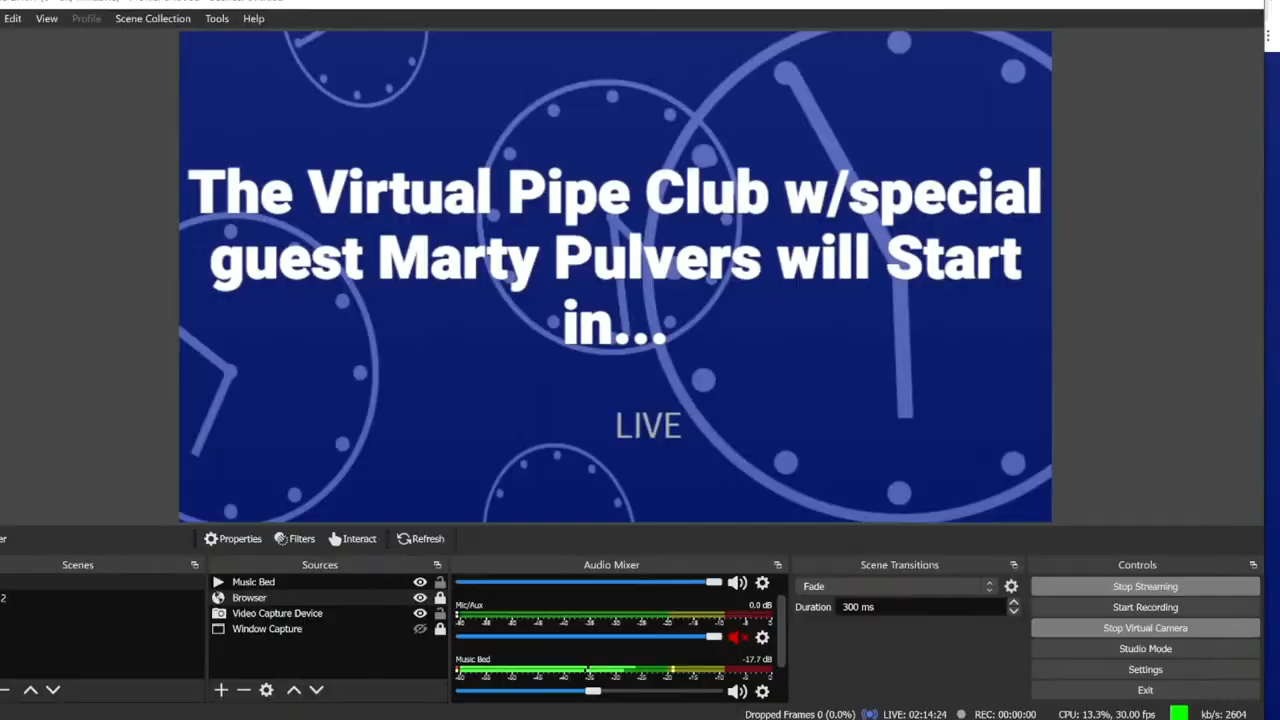 Edit View Profile Scene Collection Tools Help
The Virtual Pipe Club w/special
guest Marty Pulvers will Start
in...
LIVE
er Properties Filters Interact Refresh
Scenes
2
Sources
Music Bed
Browser
Video Capture Device
Window Capture
Audio Mixer
Mic/Aux 0.0 dB
Music Bed -17.7 dB
Scene Transitions
Fade
Duration 300 ms
Controls
Stop Streaming
Start Recording
Stop Virtual Camera
Studio Mode
Settings
Exit
Dropped Frames 0 (0.0%) LIVE: 02:14:24 REC: 00:00:00 CPU: 13.3%, 30.00 fps kb/s: 2604